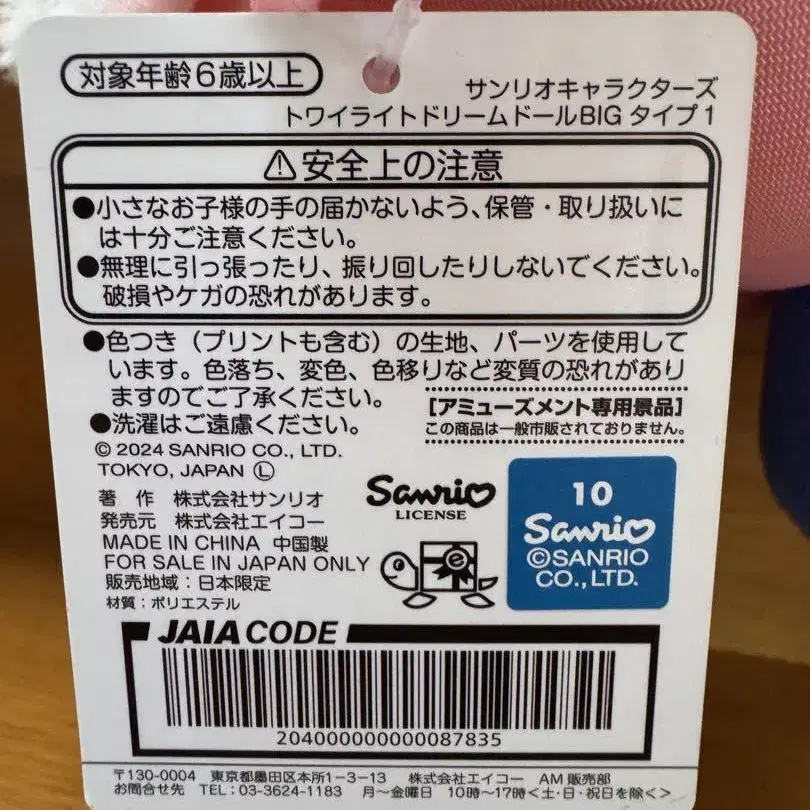 対象年齢6歳以上
サンリオキャラクターズ
トワイライトドリームドールBIG タイプ1
⚠安全上の注意
●小さなお子様の手の届かないよう、保管・取り扱いに
は十分ご注意ください。
●無理に引っ張ったり、振り回したりしないでください。
破損やケガの恐れがあります。
●色つき（プリントも含む）の生地、パーツを使用して
います。色落ち、変色、色移りなど変質の恐れがあり
ますのでご了承ください。
●洗濯はご遠慮ください。
[アミューズメント専用景品]
この商品は一般市販されておりません。
© 2024 SANRIO CO., LTD.
TOKYO, JAPAN Ⓛ
著 作 株式会社サンリオ
発売元 株式会社エイコー
MADE IN CHINA 中国製
FOR SALE IN JAPAN ONLY
販売地域：日本限定
材質：ポリエステル
Sanrio
LICENSE
e
10
Sanrio
©SANRIO
CO.,LTD.
JAIA CODE
2040000000000087835
〒130-0004 東京都墨田区本所1-3-13 株式会社エイコー AM販売部
お問合せ先 TEL: 03-3624-1183 月～金曜日 10時～17時＜土・日・祝日を除く＞